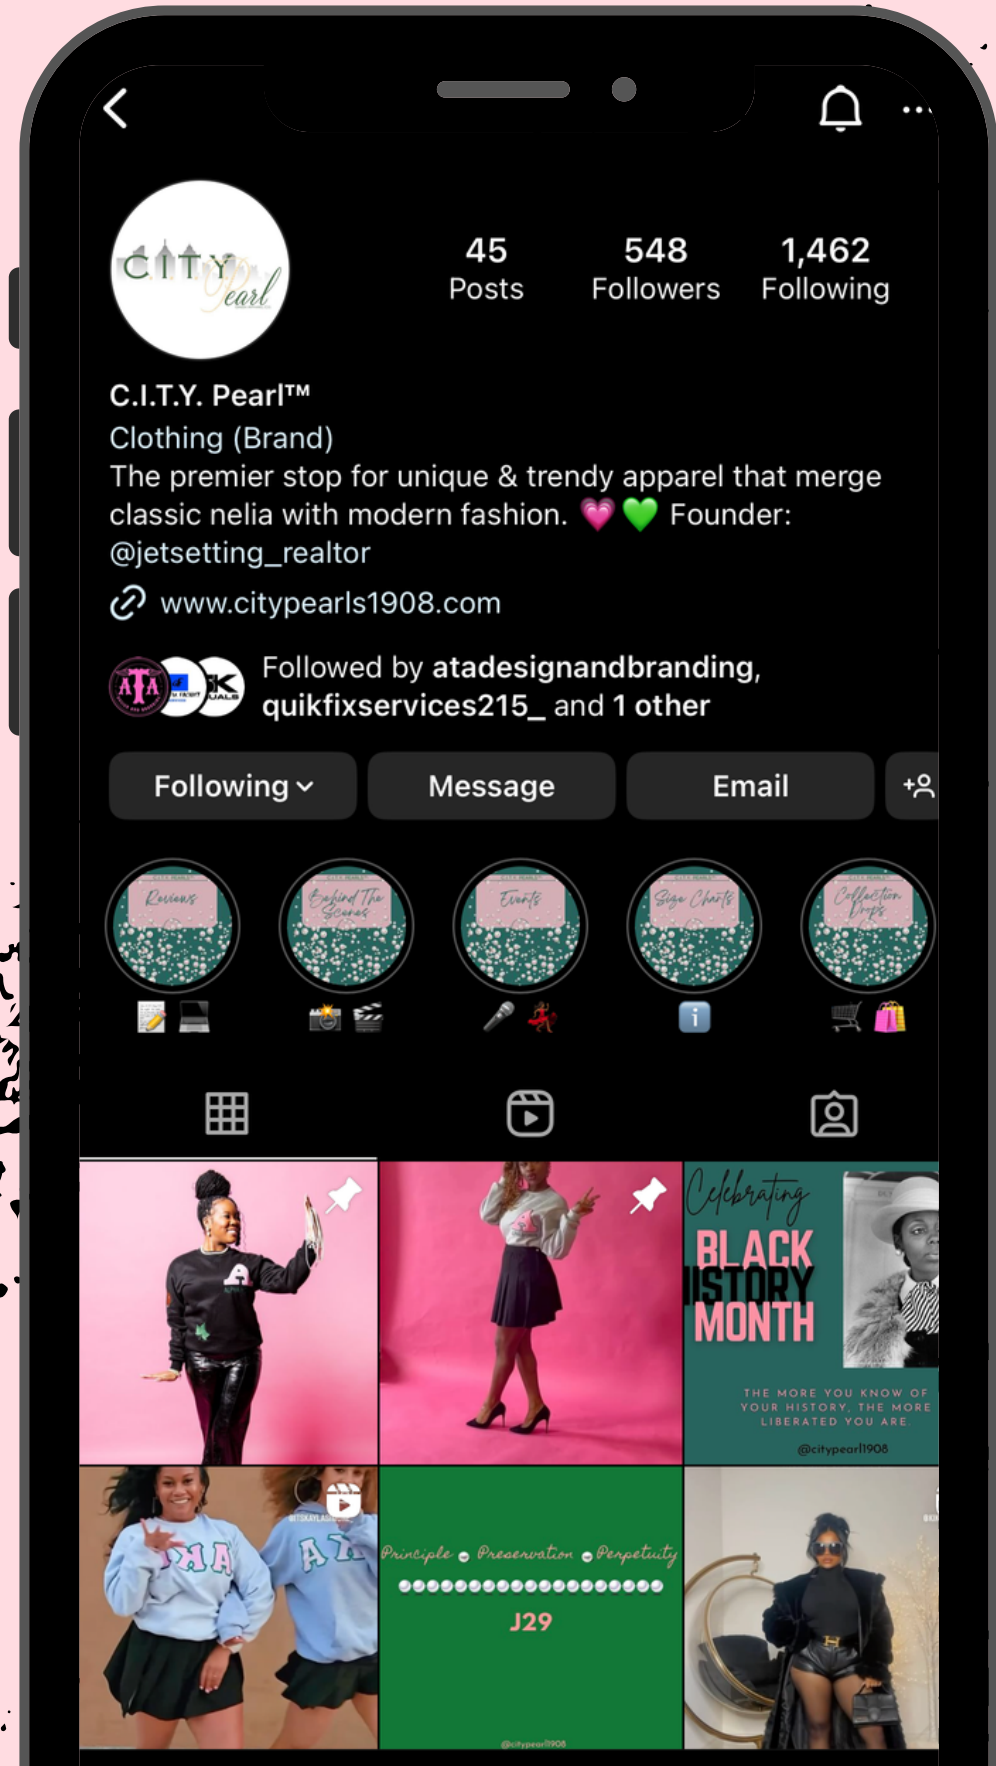 C.I.T.Y.
Pearl
45
Posts
548
Followers
1,462
Following
C.I.T.Y. Pearl™
Clothing (Brand)
The premier stop for unique & trendy apparel that merge
classic nelia with modern fashion. 💗💚 Founder:
@jetsetting_realtor
www.citypearls1908.com
ATA
Followed by atadesignandbranding,
quikfixservices215_ and 1 other
Following
Message
Email
Reviews
Behind The
Scenes
Events
Size Charts
Collection
Drops
A
A
Celebrating
BLACK
HISTORY
MONTH
THE MORE YOU KNOW OF
YOUR HISTORY, THE MORE
LIBERATED YOU ARE.
@citypearl1908
AKA
Principle Preservation Perpetuity
J29
@citypearl1908